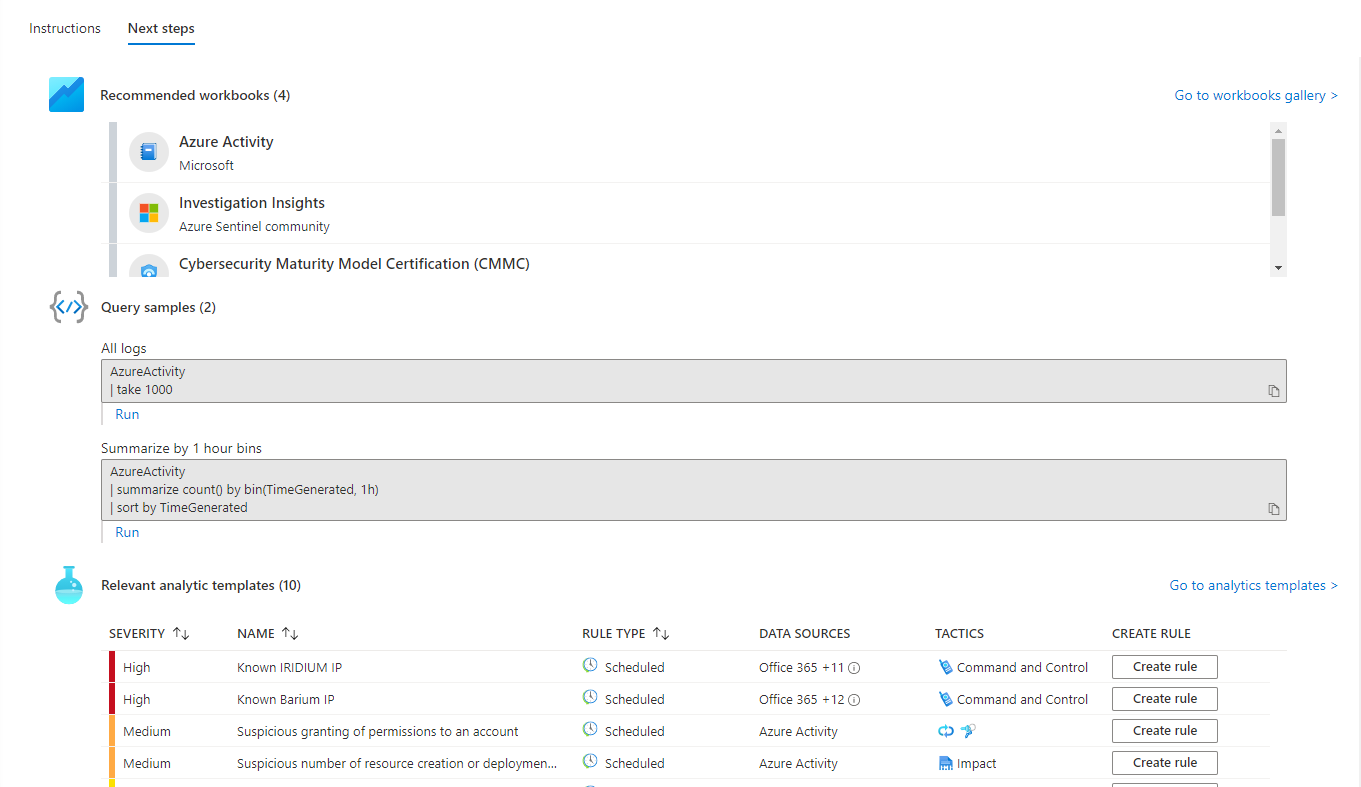 Instructions Next steps
Recommended workbooks (4) Go to workbooks gallery >
Azure Activity
Microsoft
Investigation Insights
Azure Sentinel community
Cybersecurity Maturity Model Certification (CMMC)
Query samples (2)
All logs
AzureActivity
| take 1000
Run
Summarize by 1 hour bins
AzureActivity
| summarize count() by bin(TimeGenerated, 1h)
| sort by TimeGenerated
Run
Relevant analytic templates (10) Go to analytics templates >
SEVERITY NAME RULE TYPE DATA SOURCES TACTICS CREATE RULE
High Known IRIDIUM IP Scheduled Office 365 +11 Command and Control Create rule
High Known Barium IP Scheduled Office 365 +12 Command and Control Create rule
Medium Suspicious granting of permissions to an account Scheduled Azure Activity Create rule
Medium Suspicious number of resource creation or deploymen... Scheduled Azure Activity Impact Create rule